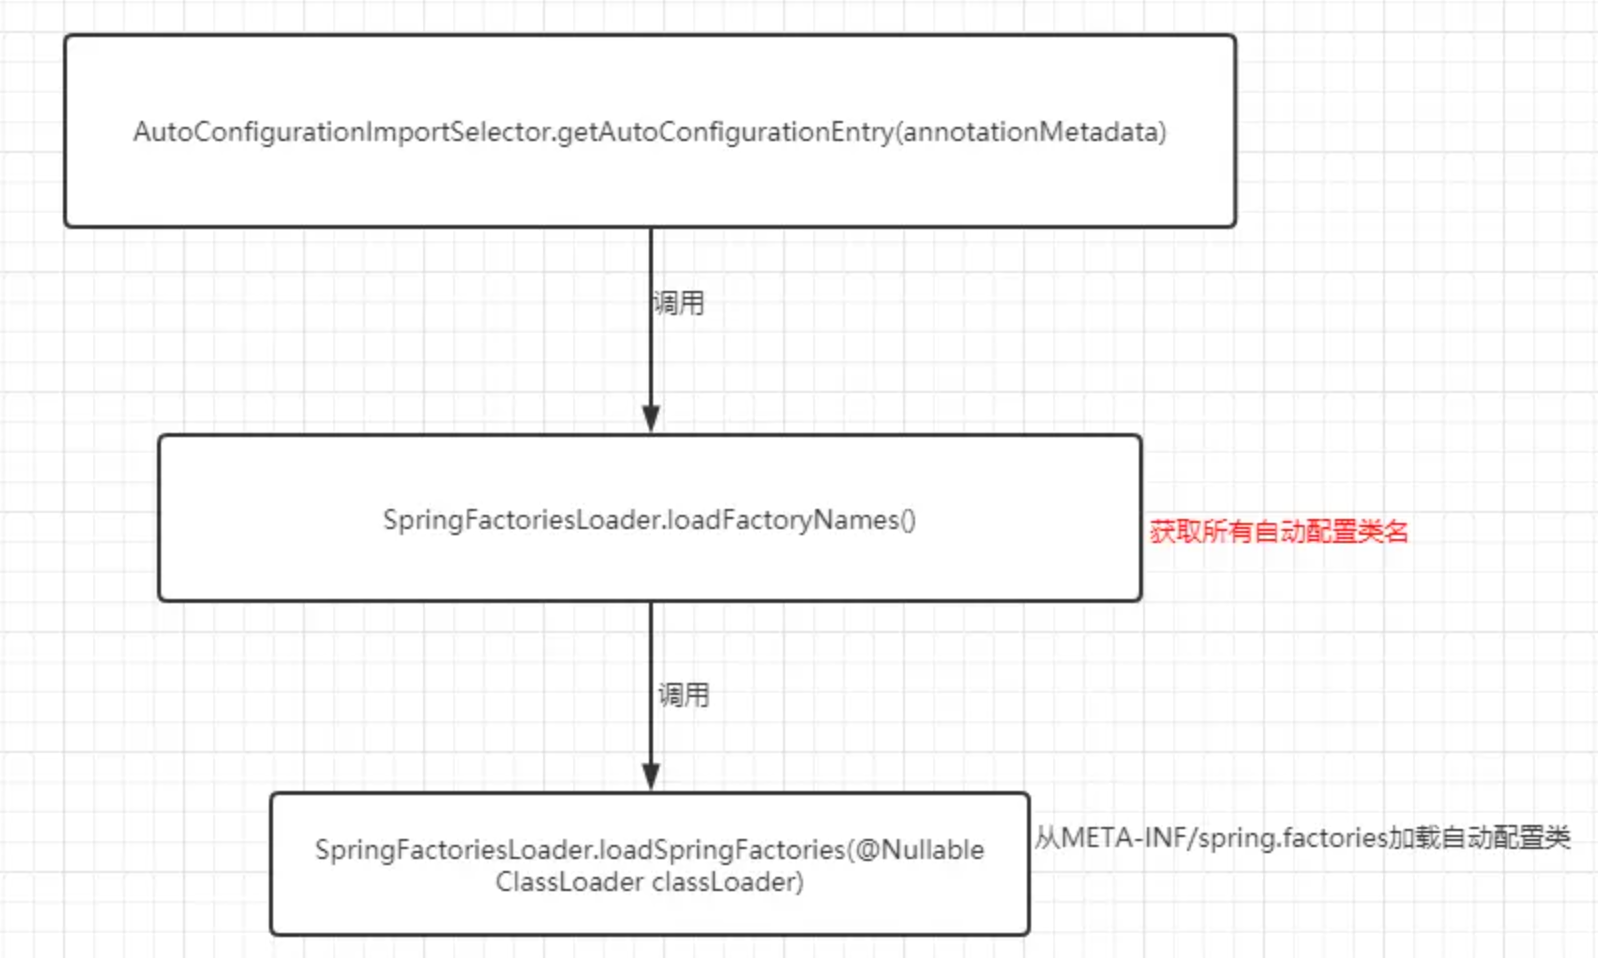 AutoConfigurationImportSelector.getAutoConfigurationEntry(annotationMetadata)
调用
SpringFactoriesLoader.loadFactoryNames()
获取所有自动配置类名
调用
SpringFactoriesLoader.loadSpringFactories(@Nullable
ClassLoader classLoader)
从META-INF/spring.factories加载自动配置类